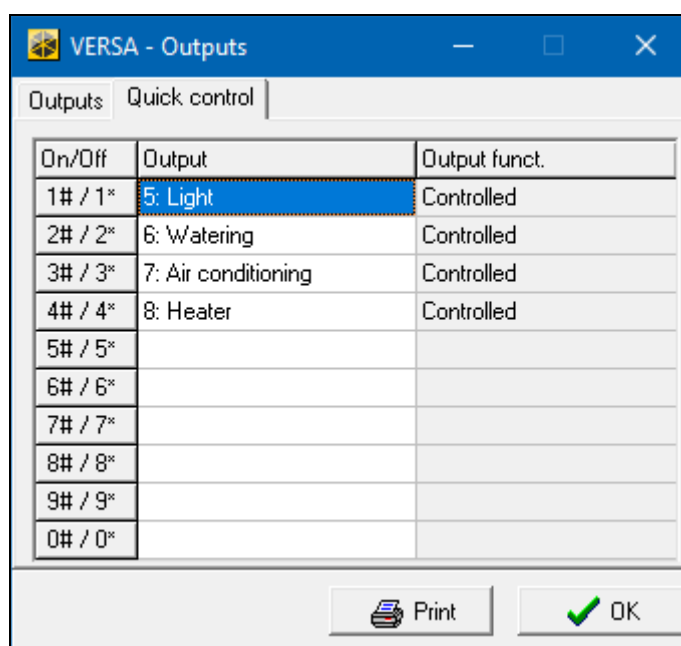 VERSA - Outputs
Outputs Quick control
On/Off Output Output funct.
1# / 1* 5: Light Controlled
2# / 2* 6: Watering Controlled
3# / 3* 7: Air conditioning Controlled
4# / 4* 8: Heater Controlled
5# / 5*
6# / 6*
7# / 7*
8# / 8*
9# / 9*
0# / 0*
Print OK